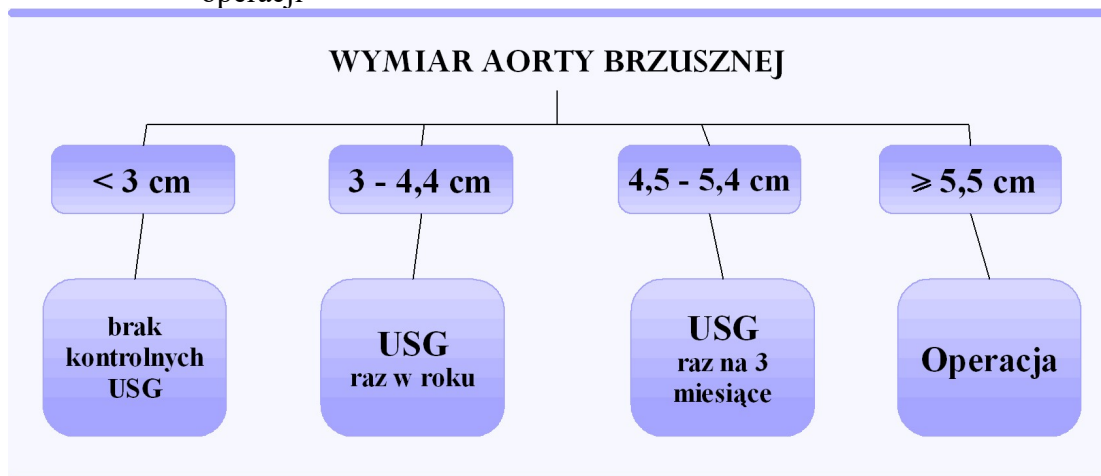 operacji
WYMIAR AORTY BRZUSZNEJ
< 3 cm
3 - 4,4 cm
4,5 - 5,4 cm
⩾ 5,5 cm
brak
kontrolnych
USG
USG
raz w roku
USG
raz na 3
miesiące
Operacja